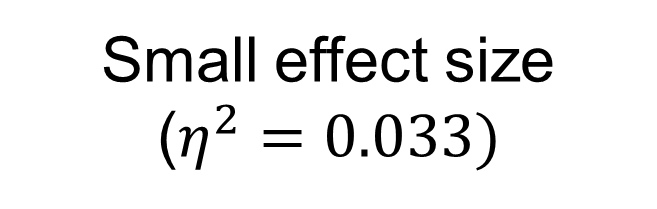 Small effect size
(η² = 0.033)